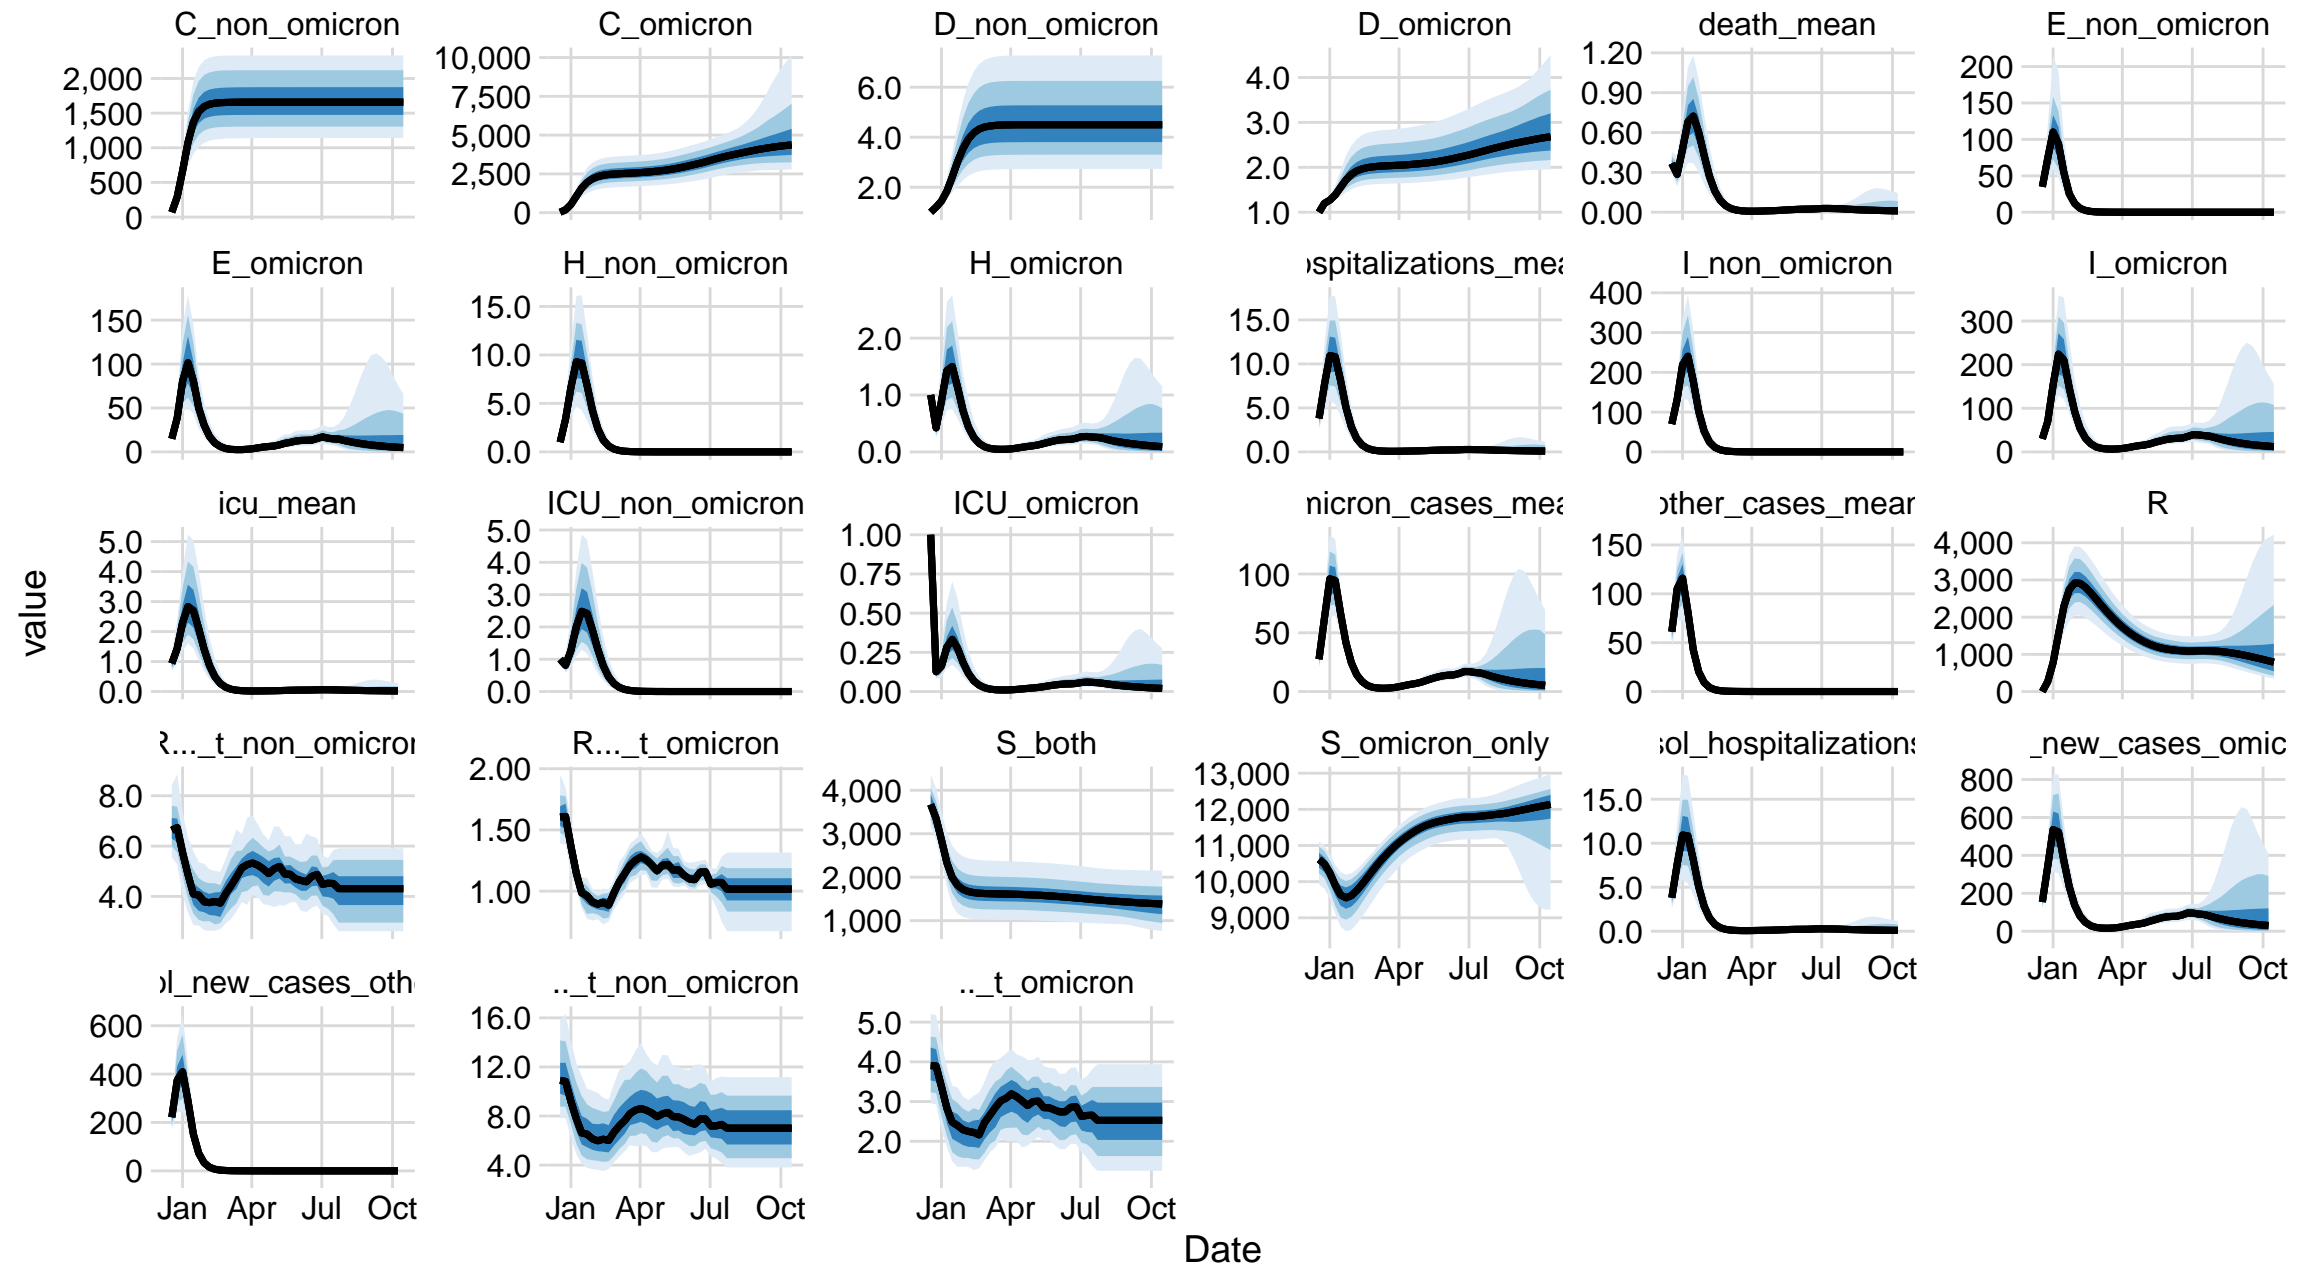 C_non_omicron C_omicron D_non_omicron D_omicron death_mean E_non_omicron
2,000 1,500 1,000 500 0
10,000 7,500 5,000 2,500 0
6.0 4.0 2.0
4.0 3.0 2.0 1.0
1.20 0.90 0.60 0.30 0.00
200 150 100 50 0
E_omicron H_non_omicron H_omicron ospitalizations_mea I_non_omicron I_omicron
150 100 50 0
15.0 10.0 5.0 0.0
2.0 1.0 0.0
15.0 10.0 5.0 0.0
400 300 200 100 0
300 200 100 0
icu_mean ICU_non_omicron ICU_omicron micron_cases_mea other_cases_mean R
5.0 4.0 3.0 2.0 1.0 0.0
5.0 4.0 3.0 2.0 1.0 0.0
1.00 0.75 0.50 0.25 0.00
100 50 0
150 100 50 0
4,000 3,000 2,000 1,000 0
R..._t_non_omicron R..._t_omicron S_both S_omicron_only sol_hospitalizations _new_cases_omic
8.0 6.0 4.0
2.00 1.50 1.00
4,000 3,000 2,000 1,000
13,000 12,000 11,000 10,000 9,000
15.0 10.0 5.0 0.0
800 600 400 200 0
Jan Apr Jul Oct
Jan Apr Jul Oct
Jan Apr Jul Oct
ol_new_cases_oth .._t_non_omicron .._t_omicron
600 400 200 0
16.0 12.0 8.0 4.0
5.0 4.0 3.0 2.0
Jan Apr Jul Oct
Jan Apr Jul Oct
Jan Apr Jul Oct
value
Date